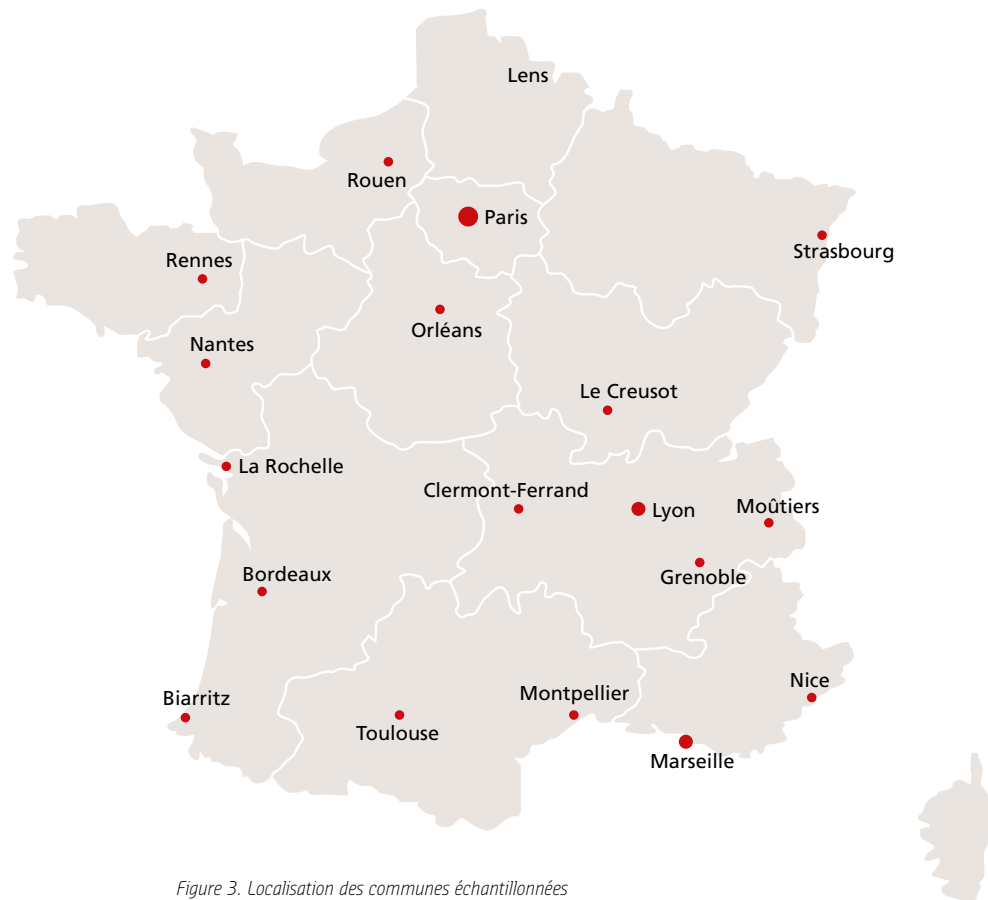 Lens
Rouen
Paris
Strasbourg
Rennes
Orléans
Nantes
Le Creusot
La Rochelle
Clermont-Ferrand
Lyon
Moûtiers
Bordeaux
Grenoble
Biarritz
Montpellier
Nice
Toulouse
Marseille
Figure 3. Localisation des communes échantillonnées